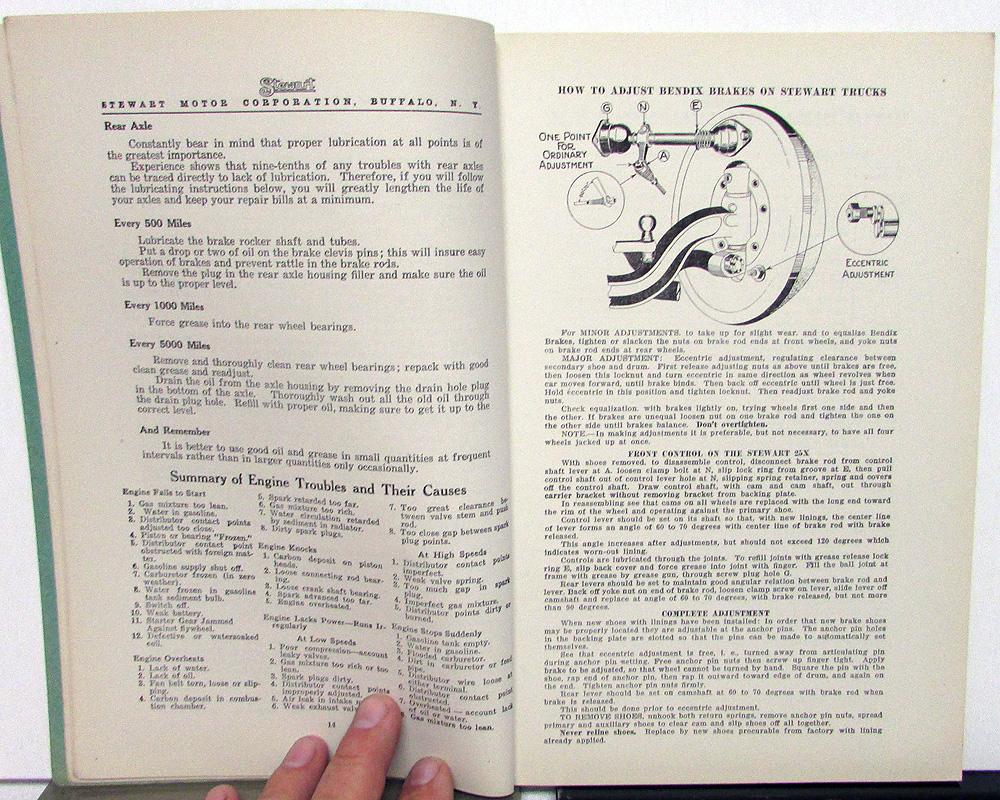 Stewart
STEWART MOTOR CORPORATION, BUFFALO, N. Y.
Rear Axle
Constantly bear in mind that proper lubrication at all points is of
the greatest importance.
Experience shows that nine-tenths of any troubles with rear axles
can be traced directly to lack of lubrication. Therefore, if you will follow
the lubricating instructions below, you will greatly lengthen the life of
your axles and keep your repair bills at a minimum.
Every 500 Miles
Lubricate the brake rocker shaft and tubes.
Put a drop or two of oil on the brake clevis pins; this will insure easy
operation of brakes and prevent rattle in the brake rods.
Remove the plug in the rear axle housing filler and make sure the oil
is up to the proper level.
Every 1000 Miles
Force grease into the rear wheel bearings.
Every 5000 Miles
Remove and thoroughly clean rear wheel bearings; repack with good
clean grease and readjust.
Drain the oil from the axle housing by removing the drain hole plug
in the bottom of the axle. Thoroughly wash out all the old oil through
the drain plug hole. Refill with proper oil, making sure to get it up to the
correct level.
And Remember
It is better to use good oil and grease in small quantities at frequent
intervals rather than in larger quantities only occasionally.
Summary of Engine Troubles and Their Causes
Engine Fails to Start
1. Gas mixture too lean.
2. Water in gasoline.
3. Distributor contact points
adjusted too close.
4. Piston or bearing "Frozen."
5. Distributor contact point
obstructed with foreign mat-
ter.
6. Gasoline supply shut off.
7. Carburetor frozen (in zero
weather).
8. Water frozen in gasoline
tank sediment bulb.
9. Switch off.
10. Weak battery.
11. Starter Gear Jammed
Against flywheel.
12. Defective or watersoaked
coil.
Engine Overheats
1. Lack of water.
2. Lack of oil.
3. Fan belt torn, loose or slip-
ping.
4. Carbon deposit in combus-
tion chamber.
5. Spark retarded too far.
6. Gas mixture too rich.
7. Water circulation retarded
by sediment in radiator.
8. Dirty spark plugs.
Engine Knocks
1. Carbon deposit on piston
heads.
2. Loose connecting rod bear-
ing.
3. Loose crank shaft bearing.
4. Spark advanced too far.
5. Engine overheated.
Engine Lacks Power—Runs Ir-
regularly
At Low Speeds
1. Poor compression—account
leaky valves.
2. Gas mixture too rich or too
lean.
3. Spark plugs dirty.
4. Distributor contact points
improperly adjusted.
5. Air leak in intake
6. Weak exhaust
7. Too great clearance be-
tween valve stem and push
rod.
8. Too close gap between spark
plug points.
At High Speeds
1. Distributor contact points
imperfect.
2. Weak valve spring.
3. Too much gap in spark
plug.
4. Imperfect gas mixture.
5. Distributor points dirty or
burned.
Engine Stops Suddenly
1. Gasoline tank empty.
2. Water in gasoline.
3. Flooded carburetor.
4. Dirt in carburetor or feed
5. Distributor wire loose at
either terminal.
6. Distributor contact point
obstructed.
7. Overheated — account lack
of oil or water.
Gas mixture too lean.
14
HOW TO ADJUST BENDIX BRAKES ON STEWART TRUCKS
G N E
ONE POINT
FOR
ORDINARY
ADJUSTMENT
A
ECCENTRIC
ADJUSTMENT
For MINOR ADJUSTMENTS, to take up for slight wear, and to equalize Bendix
Brakes, tighten or slacken the nuts on brake rod ends at front wheels, and yoke nuts
on brake rod ends at rear wheels.
MAJOR ADJUSTMENT: Eccentric adjustment, regulating clearance between
secondary shoe and drum. First release adjusting nuts as above until brakes are free,
then loosen this locknut and turn eccentric in same direction as wheel revolves when
car moves forward, until brake binds. Then back off eccentric until wheel is just free.
Hold eccentric in this position and tighten locknut. Then readjust brake rod and yoke
nuts.
Check equalization, with brakes lightly on, trying wheels first one side and then
the other. If brakes are unequal loosen nut on one brake rod and tighten the one on
the other side until brakes balance. Don't overtighten.
NOTE.—In making adjustments it is preferable, but not necessary, to have all four
wheels jacked up at once.
FRONT CONTROL ON THE STEWART 25X
With shoes removed, to disassemble control, disconnect brake rod from control
shaft lever at A, loosen clamp bolt at N, slip lock ring from groove at E, then pull
control shaft out of control lever hole at N, slipping spring retainer, spring and covers
off the control shaft. Draw control shaft, with cam and cam shaft, out through
carrier bracket without removing bracket from backing plate.
In reassembling see that cams on all wheels are replaced with the long end toward
the rim of the wheel and operating against the primary shoe.
Control lever should be set on its shaft so that, with new linings, the center line
of lever forms an angle of 60 to 70 degrees with center line of brake rod with brake
released.
This angle increases after adjustments, but should not exceed 120 degrees which
indicates worn-out lining.
Controls are lubricated through the joints. To refill joints with grease release lock
ring E, slip back cover and force grease into joint with finger. Fill the ball joint at
frame with grease by grease gun, through screw plug hole G.
Rear levers should be set to maintain good angular relation between brake rod and
lever. Back off yoke nut on end of brake rod, loosen clamp screw on lever, slide lever off
camshaft and replace at angle of 60 to 70 degrees, with brake released, but not more
than 90 degrees.
COMPLETE ADJUSTMENT
When new shoes with linings have been installed: In order that new brake shoes
may be properly located they are adjustable at the anchor pins. The anchor pin holes
in the backing plate are slotted so that the pins can be made to automatically set
themselves.
See that eccentric adjustment is free, i. e., turned away from articulating pin
during anchor pin setting. Free anchor pin nuts then screw up finger tight. Apply
brake to be adjusted, so that wheel cannot be turned by hand. Square the pin with the
shoe, rap end of anchor pin, then rap it outward toward edge of drum, and again on
the end. Tighten anchor pin nuts firmly.
Rear lever should be set on camshaft at 60 to 70 degrees with brake rod when
brake is released.
This should be done prior to eccentric adjustment.
TO REMOVE SHOES, unhook both return springs, remove anchor pin nuts, spread
primary and auxiliary shoes to clear cam and slip shoes off all together.
Never reline shoes. Replace by new shoes procurable from factory with lining
already applied.